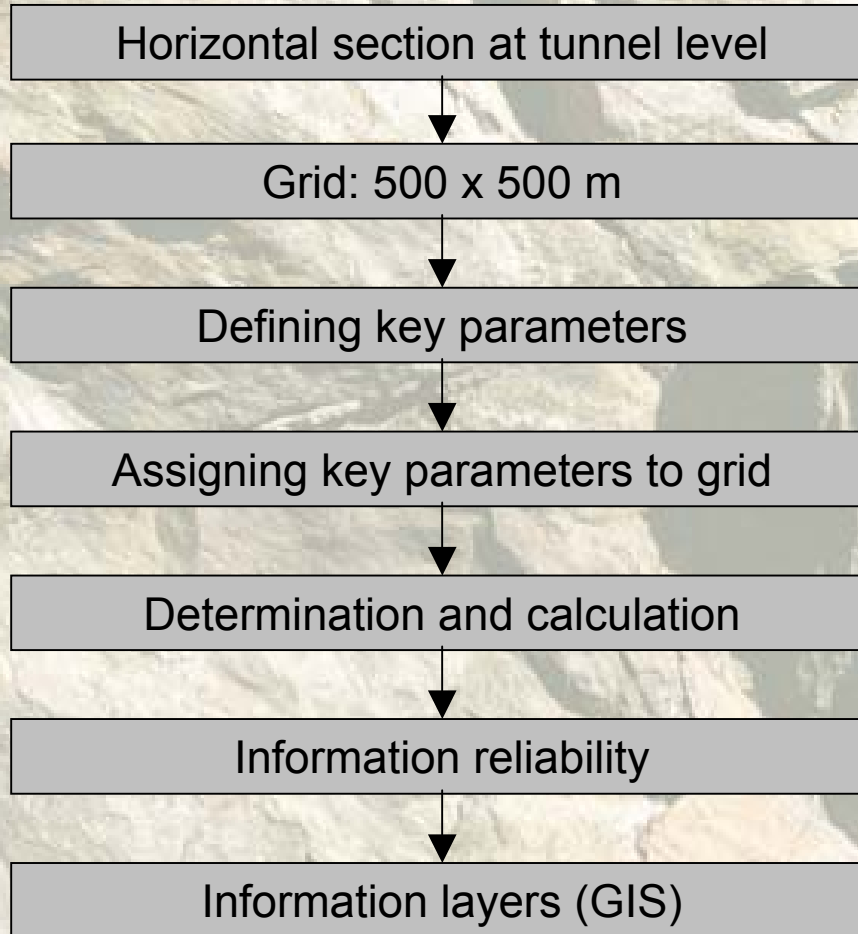 Horizontal section at tunnel level
Grid: 500 x 500 m
Defining key parameters
Assigning key parameters to grid
Determination and calculation
Information reliability
Information layers (GIS)